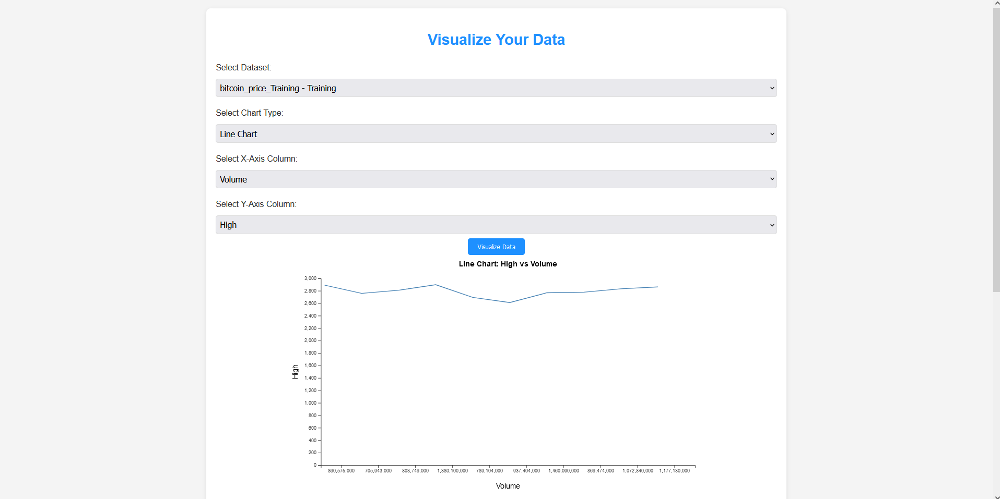 Visualize Your Data
Select Dataset:
bitcoin_price_Training - Training
Select Chart Type:
Line Chart
Select X-Axis Column:
Volume
Select Y-Axis Column:
High
Visualize Data
Line Chart: High vs Volume
3,000
2,800
2,600
2,400
2,200
2,000
1,800
1,600
1,400
1,200
1,000
800
600
400
200
0
High
860,575,000 705,943,000 803,746,000 1,380,100,000 789,104,000 937,404,000 1,460,090,000 866,474,000 1,072,840,000 1,177,130,000
Volume